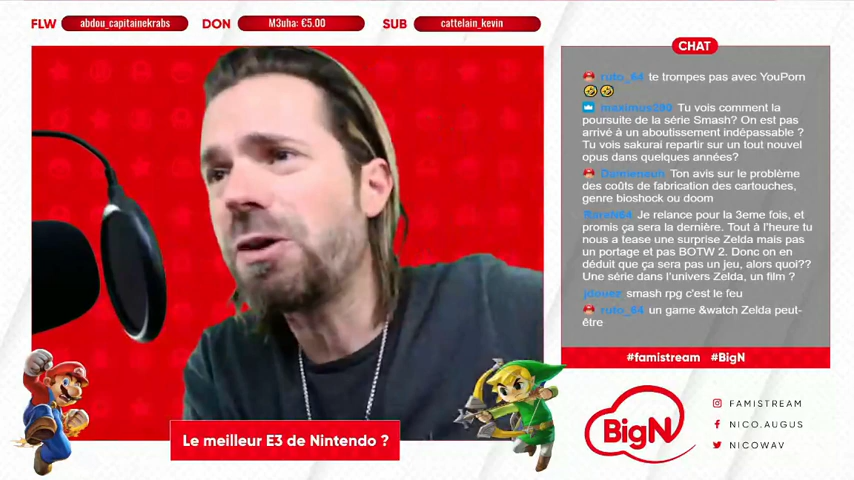 FLW abdou_capitainekrabs DON M3uha: €5.00 SUB cattelain_kevin
CHAT
ruto_64 te trompes pas avec YouPorn
maximus290 Tu vois comment la
poursuite de la série Smash? On est pas
arrivé à un aboutissement indépassable ?
Tu vois sakurai repartir sur un tout nouvel
opus dans quelques années?
Ton avis sur le problème
des coûts de fabrication des cartouches,
genre bioshock ou doom
Je relance pour la 3eme fois, et
promis ça sera la dernière. Tout à l'heure tu
nous a tease une surprise Zelda mais pas
un portage et pas BOTW 2. Donc on en
déduit que ça sera pas un jeu, alors quoi??
Une série dans l'univers Zelda, un film ?
jdouez smash rpg c'est le feu
ruto_64 un game &watch Zelda peut-
être
#famistream #BigN
Le meilleur E3 de Nintendo ?
BigN
FAMISTREAM
NICO.AUGUS
NICOWAV